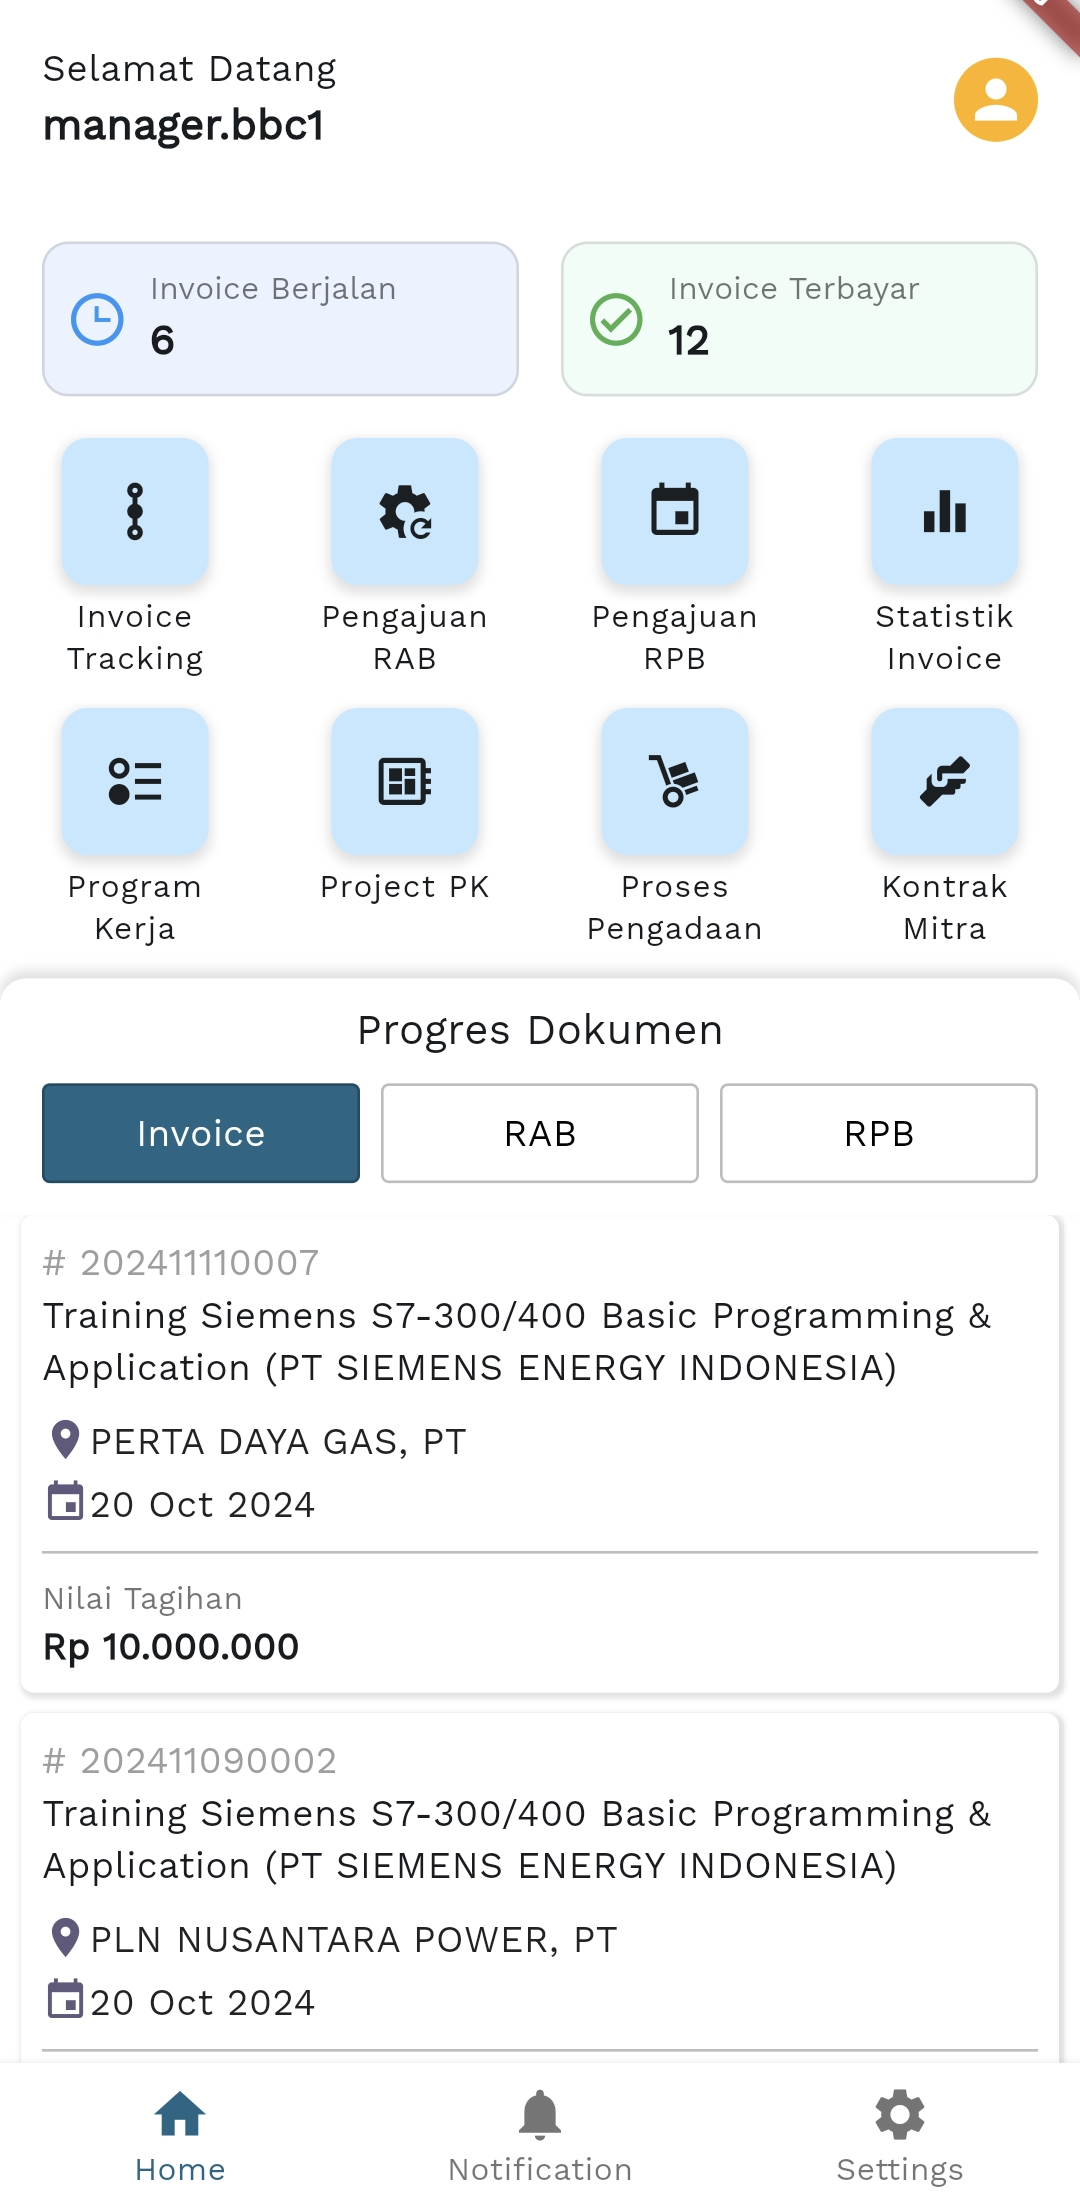 Selamat Datang
manager.bbc1
Invoice Berjalan
6
Invoice Terbayar
12
Invoice
Tracking
Pengajuan
RAB
Pengajuan
RPB
Statistik
Invoice
Program
Kerja
Project PK
Proses
Pengadaan
Kontrak
Mitra
Progres Dokumen
Invoice
RAB
RPB
# 202411110007
Training Siemens S7-300/400 Basic Programming &
Application (PT SIEMENS ENERGY INDONESIA)
PERTA DAYA GAS, PT
20 Oct 2024
Nilai Tagihan
Rp 10.000.000
# 202411090002
Training Siemens S7-300/400 Basic Programming &
Application (PT SIEMENS ENERGY INDONESIA)
PLN NUSANTARA POWER, PT
20 Oct 2024
Home
Notification
Settings